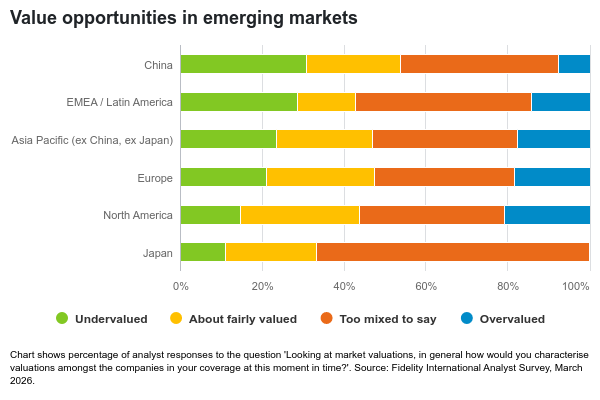 Value opportunities in emerging markets
China
EMEA / Latin America
Asia Pacific (ex China, ex Japan)
Europe
North America
Japan
0% 20% 40% 60% 80% 100%
Undervalued About fairly valued Too mixed to say Overvalued
Chart shows percentage of analyst responses to the question 'Looking at market valuations, in general how would you characterise
valuations amongst the companies in your coverage at this moment in time?'. Source: Fidelity International Analyst Survey, March
2026.